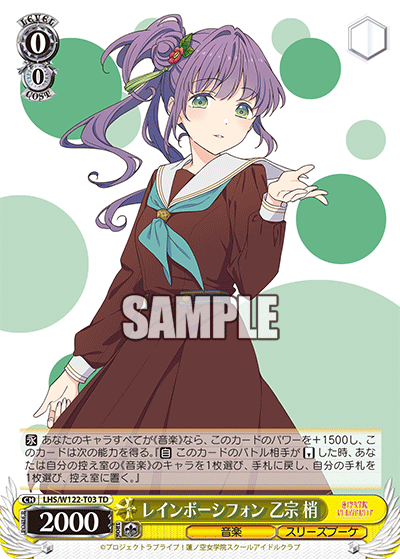 LEVEL
0
0
COST
SAMPLE
永 あなたのキャラすべてが《音楽》なら、このカードのパワーを+1500し、こ
のカードは次の能力を得る。『自 このカードのバトル相手が した時、あな
たは自分の控え室の《音楽》のキャラを1枚選び、手札に戻し、自分の手札を
1枚選び、控え室に置く。』
CH LHS/W122-T03 TD
レインボーシフォン 乙宗 梢
2000
音楽
スリーズブーケ
©プロジェクトラブライブ!蓮ノ空女学院スクールアイドルクラブ